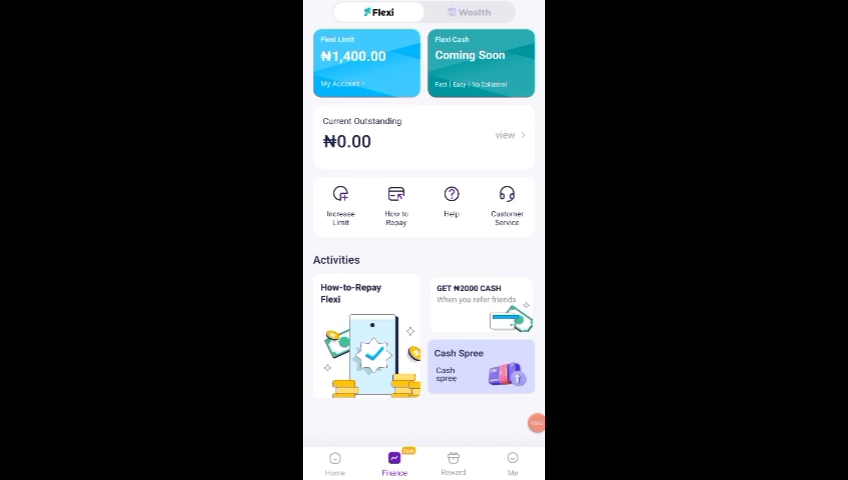 Flexi
Wealth
Flexi Limit
₦1,400.00
My Account
Flexi Cash
Coming Soon
Fast | Easy | No Collateral
Current Outstanding
₦0.00
view >
Increase Limit
How to Repay
Help
Customer Service
Activities
How-to-Repay
Flexi
GET ₦2000 CASH
When you refer friends
Cash Spree
Cash
spree
Home
Finance
Reward
Me